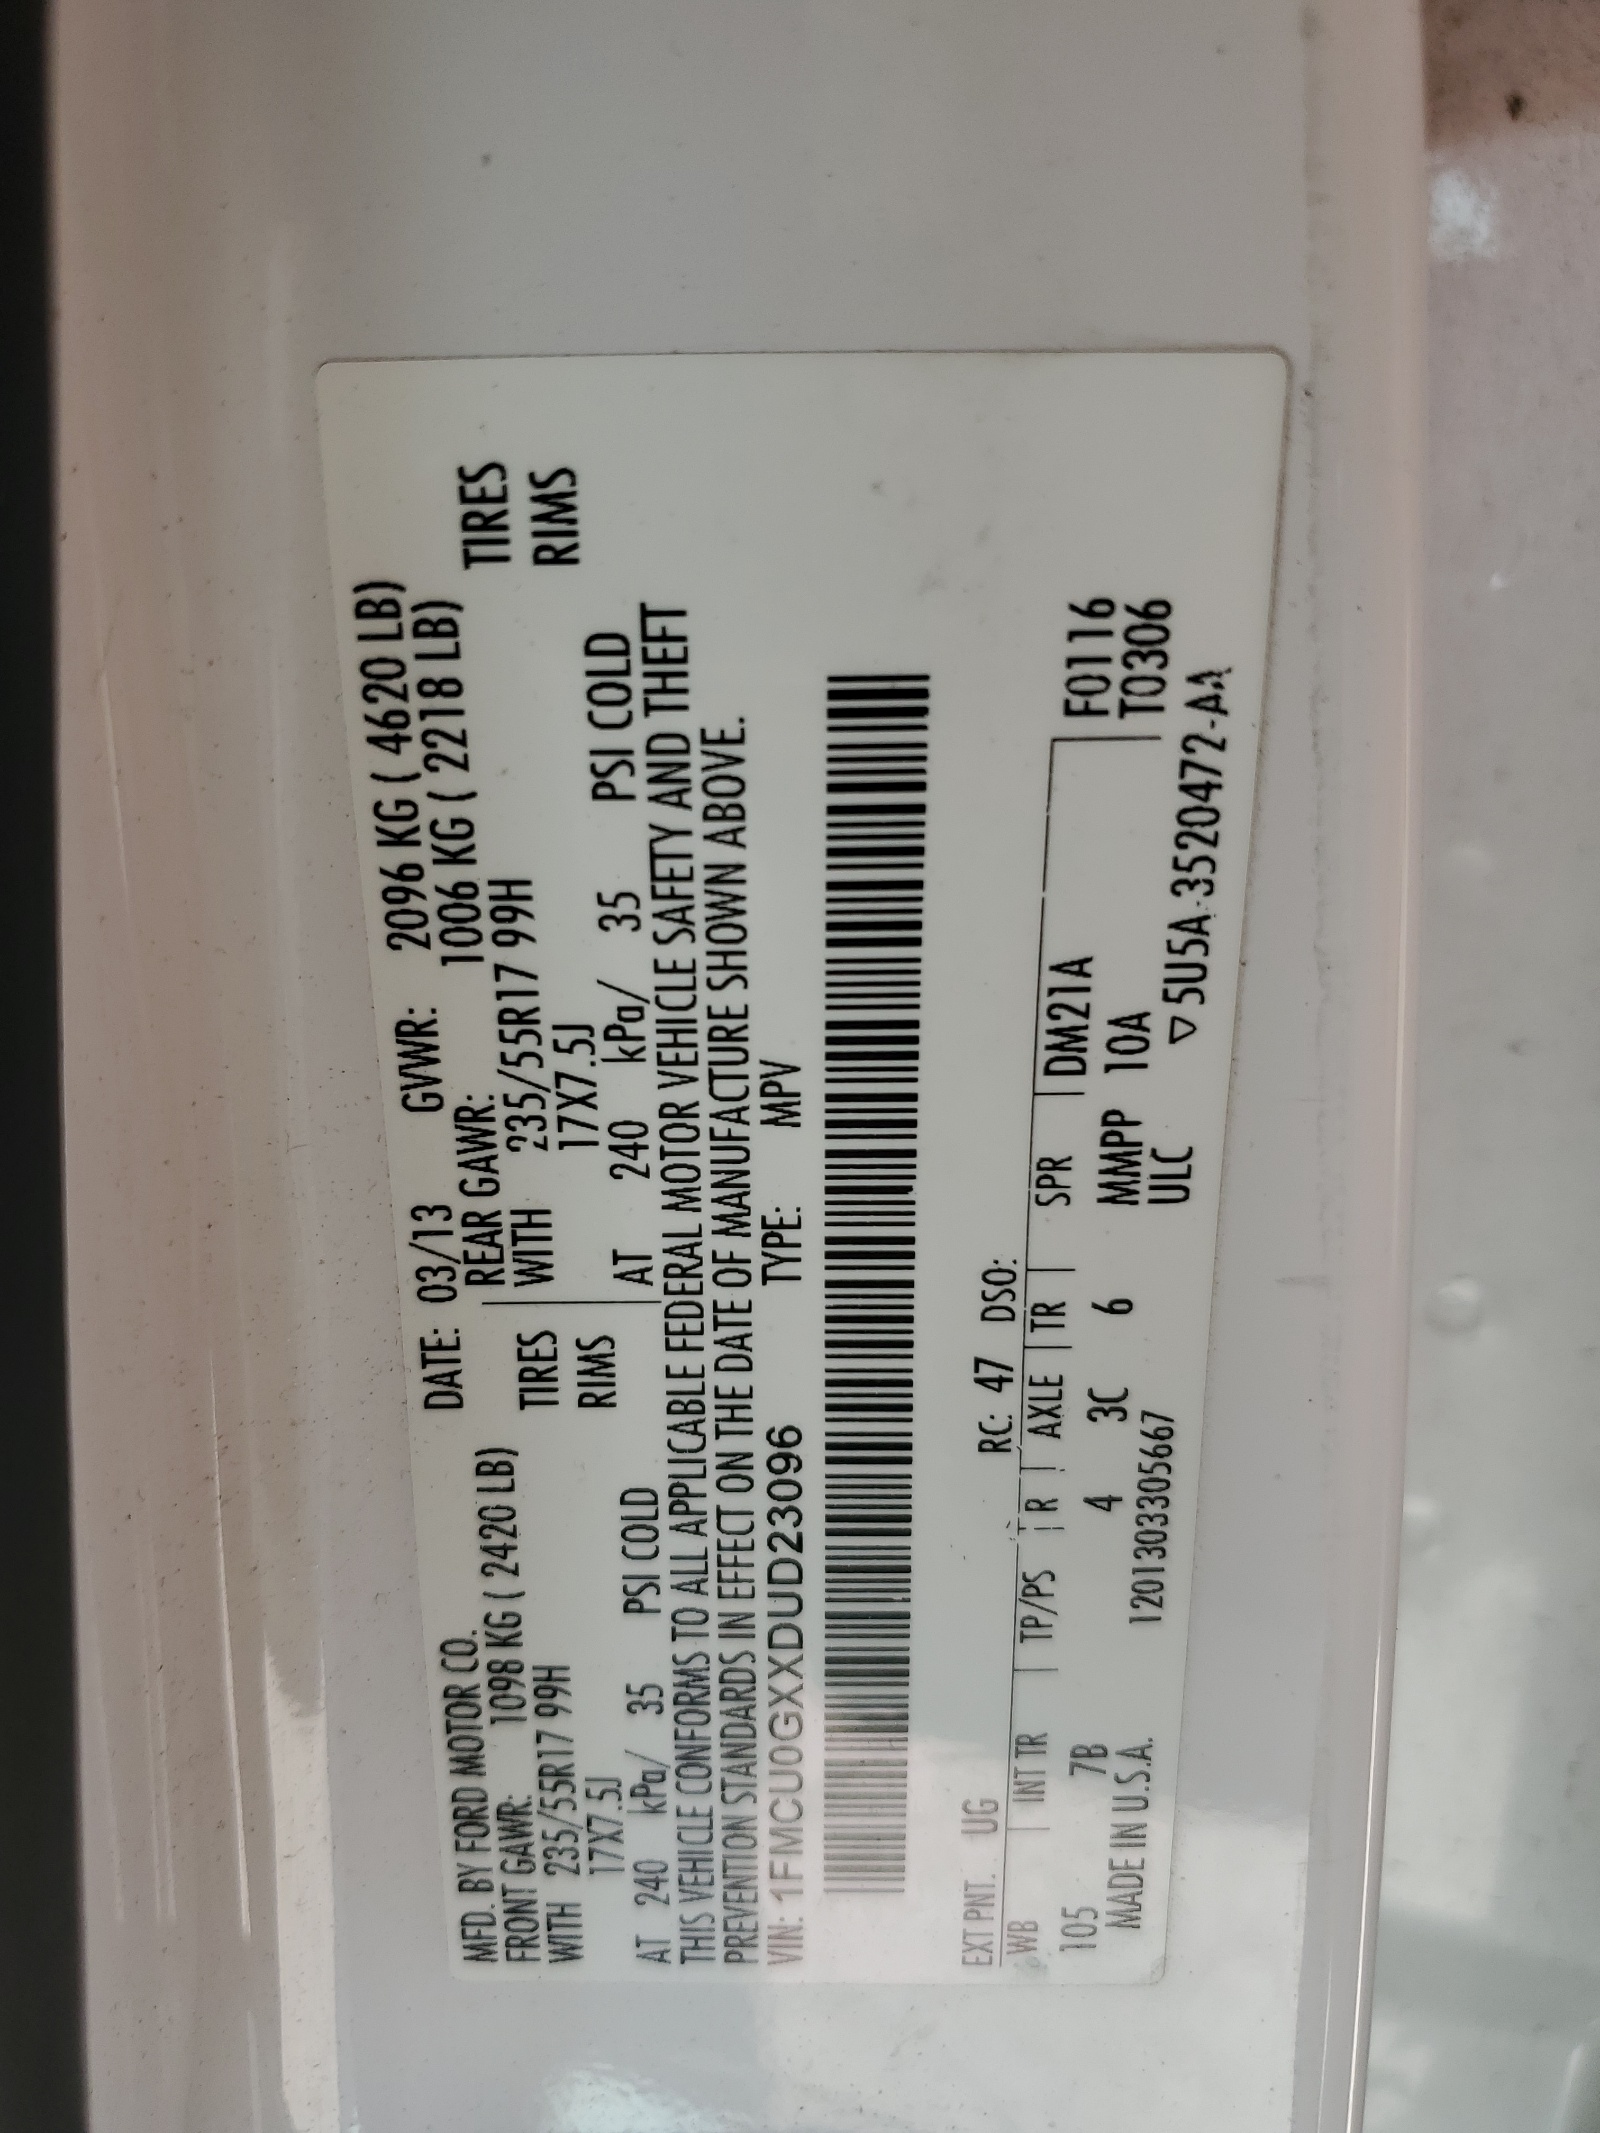 MFD. BY FORD MOTOR CO. DATE: 03/13 GVWR: 2096 KG ( 4620 LB)
FRONT GAWR: 1098 KG ( 2420 LB) REAR GAWR: 1006 KG ( 2218 LB)
WITH 235/55R17 99H TIRES WITH 235/55R17 99H TIRES
17X7.5J RIMS 17X7.5J RIMS
AT 240 kPa/ 35 PSI COLD AT 240 kPa/ 35 PSI COLD
THIS VEHICLE CONFORMS TO ALL APPLICABLE FEDERAL MOTOR VEHICLE SAFETY AND THEFT
PREVENTION STANDARDS IN EFFECT ON THE DATE OF MANUFACTURE SHOWN ABOVE.
VIN: 1FMCU0GXXDUD23096 TYPE: MPV
EXT PNT. UG RC: 47 DSO:
WB INT TR TP/PS R AXLE TR SPR DM21A F0116
105 7B 4 3C 6 MMPP 10A T0306
MADE IN U.S.A. 1201303305667 ULC ▽5U5A-3520472-AA